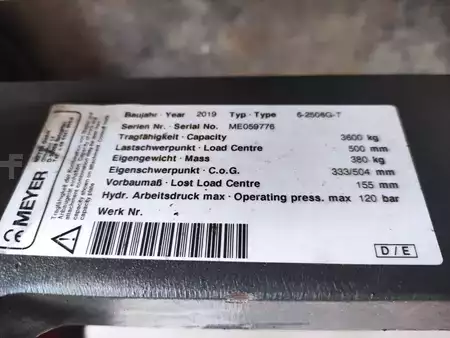 Baujahr · Year 2019 Typ · Type 6-2506G-T
Serien Nr. · Serial No. ME059776
Tragfähigkeit · Capacity 3600 kg
Lastschwerpunkt · Load Centre 500 mm
Eigengewicht · Mass 380 kg
Eigenschwerpunkt · C.o.G. 333/504 mm
Vorbaumaß · Lost Load Centre 155 mm
Hydr. Arbeitsdruck max · Operating press. max 120 bar
Werk Nr.
D/E
MEYER
CE